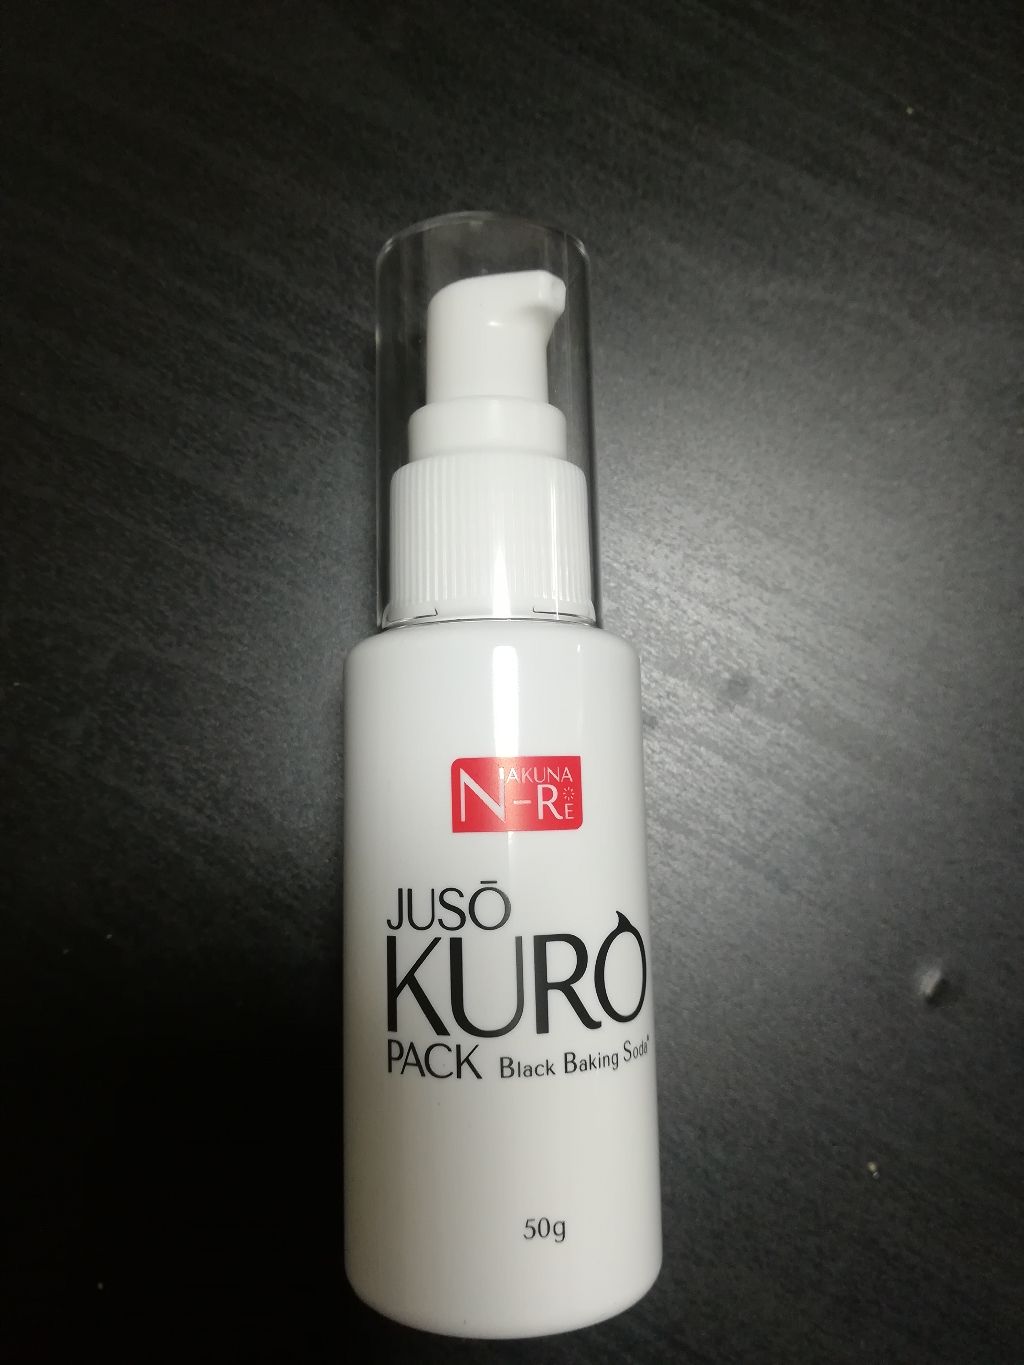 NAKUNA
N-RE
JUSŌ
KURO
PACK Black Baking Soda*
50g